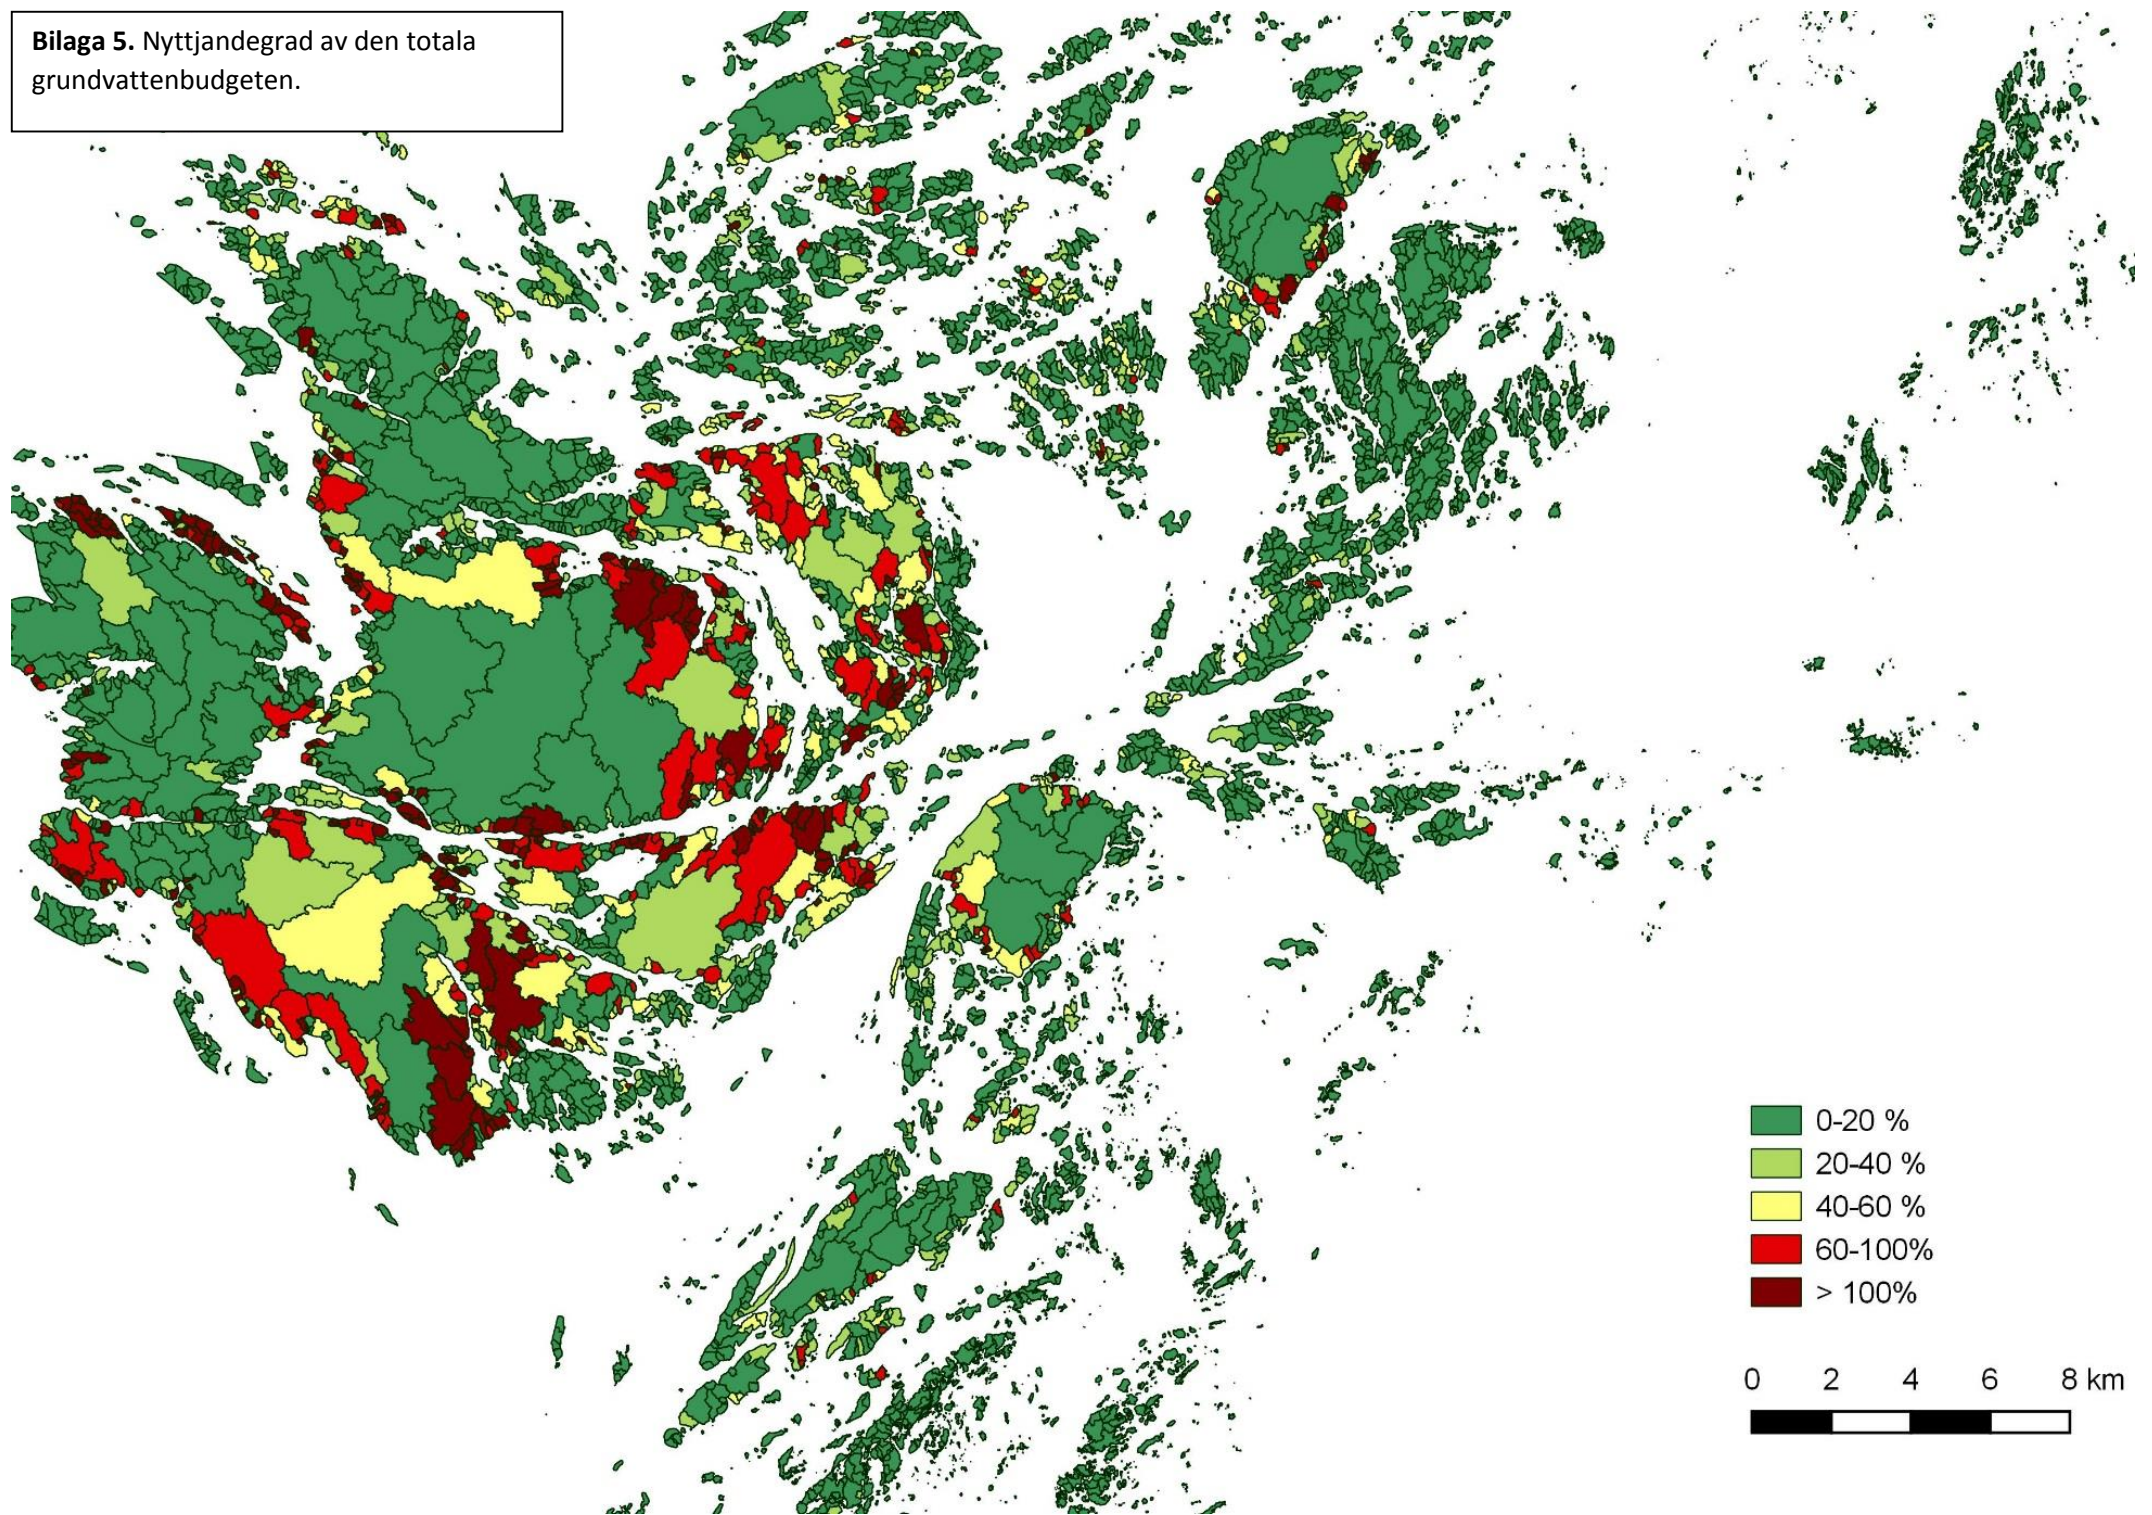 Bilaga 5. Nyttjandegrad av den totala
grundvattenbudgeten.
0-20 %
20-40 %
40-60 %
60-100%
> 100%
0 2 4 6 8 km